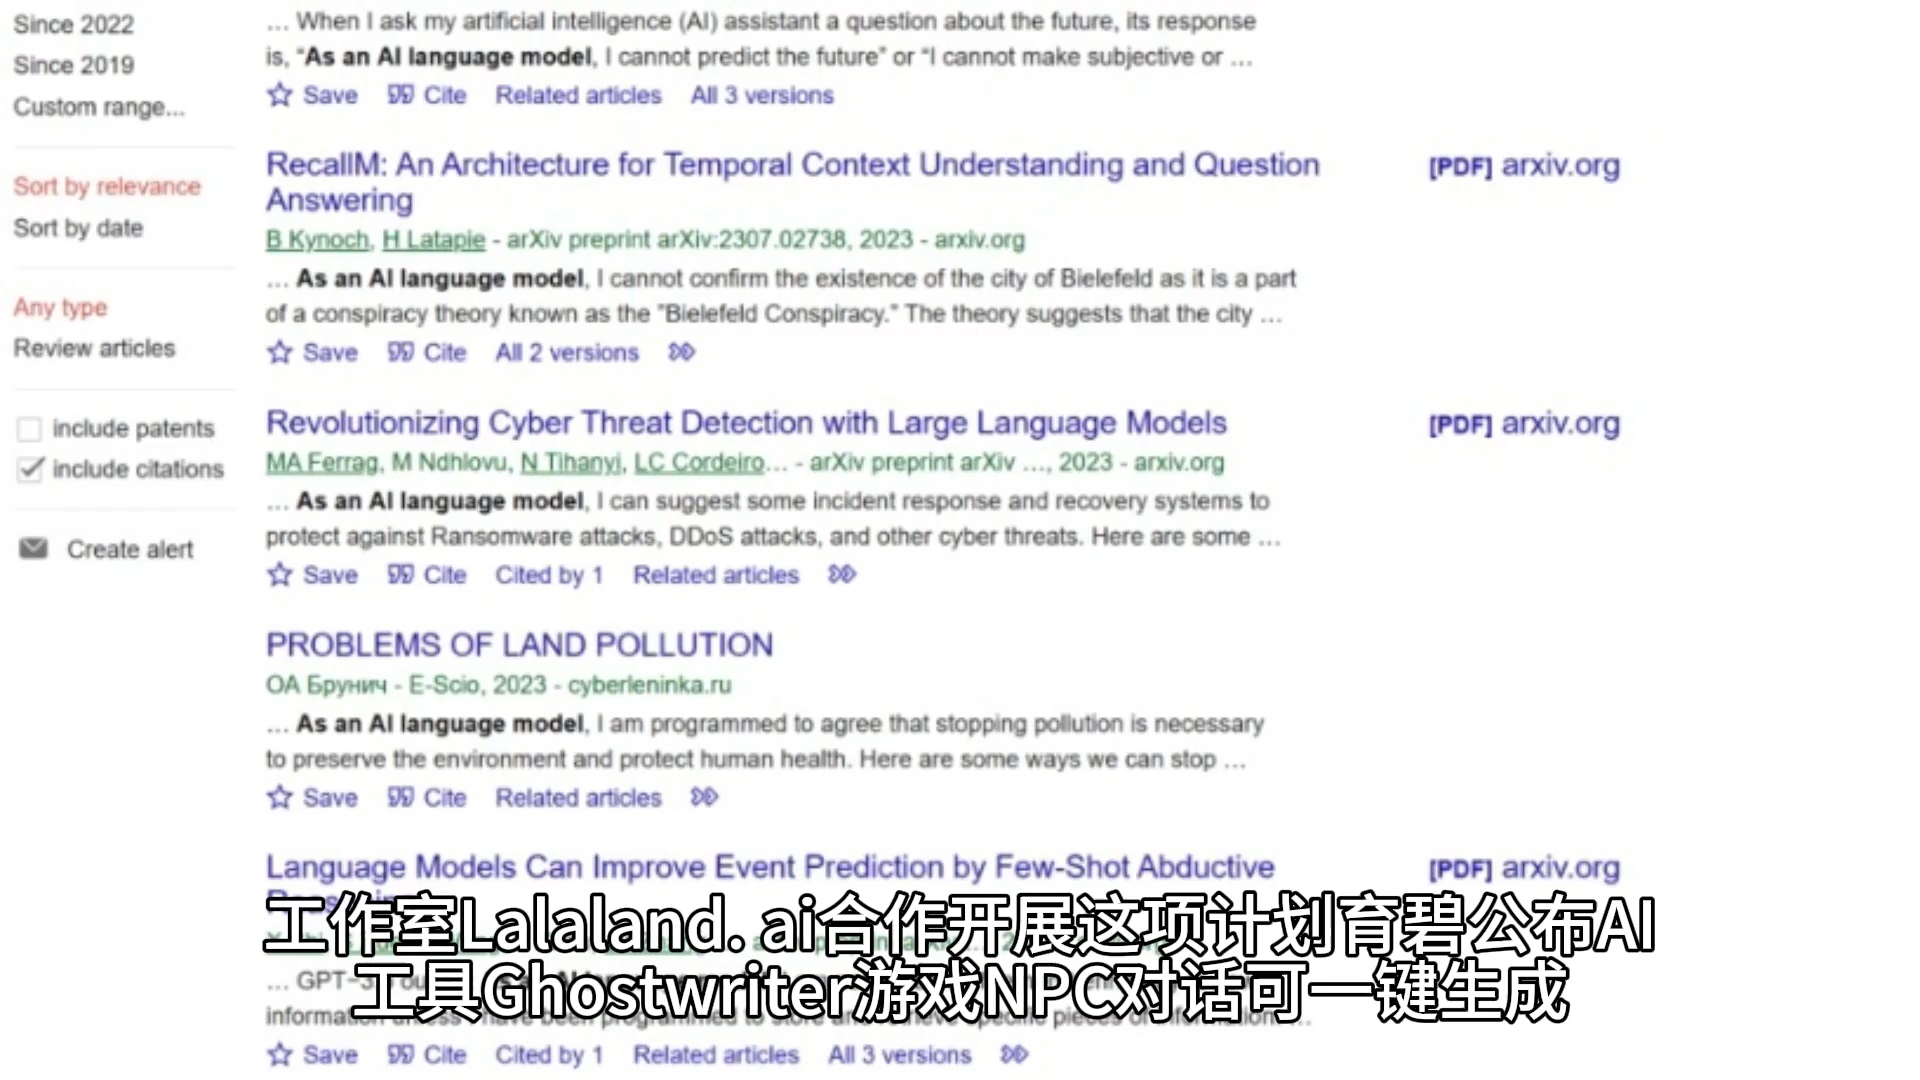 Since 2022
Since 2019
Custom range...
Sort by relevance
Sort by date
Any type
Review articles
include patents
include citations
Create alert
... When I ask my artificial intelligence (AI) assistant a question about the future, its response
is, “As an AI language model, I cannot predict the future” or “I cannot make subjective or ...
Save Cite Related articles All 3 versions
RecallM: An Architecture for Temporal Context Understanding and Question
Answering
[PDF] arxiv.org
B Kynoch, H Latapie - arXiv preprint arXiv:2307.02738, 2023 - arxiv.org
... As an AI language model, I cannot confirm the existence of the city of Bielefeld as it is a part
of a conspiracy theory known as the "Bielefeld Conspiracy." The theory suggests that the city ...
Save Cite All 2 versions
Revolutionizing Cyber Threat Detection with Large Language Models
[PDF] arxiv.org
MA Ferrag, M Ndhlovu, N Tihanyi, LC Cordeiro... - arXiv preprint arXiv ..., 2023 - arxiv.org
... As an AI language model, I can suggest some incident response and recovery systems to
protect against Ransomware attacks, DDoS attacks, and other cyber threats. Here are some ...
Save Cite Cited by 1 Related articles
PROBLEMS OF LAND POLLUTION
ОА Брунич - E-Scio, 2023 - cyberleninka.ru
... As an AI language model, I am programmed to agree that stopping pollution is necessary
to preserve the environment and protect human health. Here are some ways we can stop ...
Save Cite Related articles
Language Models Can Improve Event Prediction by Few-Shot Abductive
[PDF] arxiv.org
工作室Lalaland. ai合作开展这项计划育碧公布AI
工具Ghostwriter游戏NPC对话可一键生成
... GPT-3
information
Save Cite Cited by 1 Related articles All 3 versions